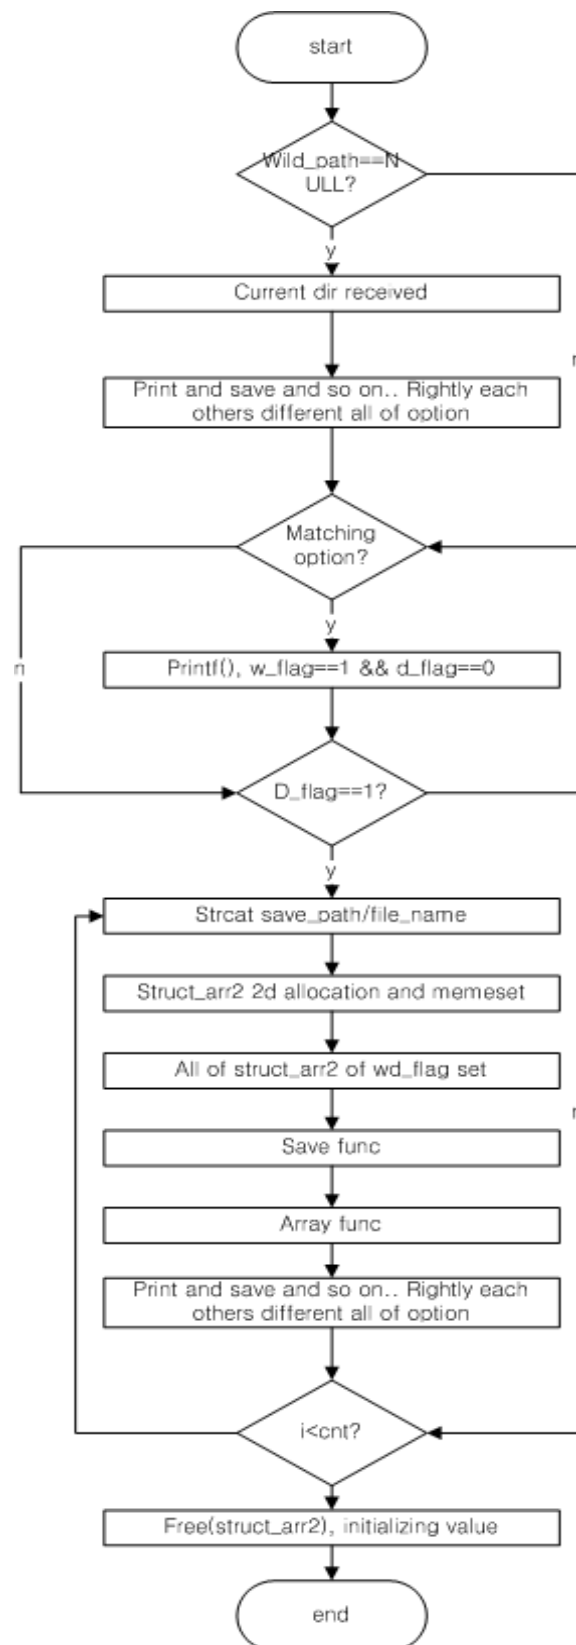 start
Wild_path==N
ULL?
y
Current dir received
Print and save and so on.. Rightly each
others different all of option
Matching
option?
y
n
Printf(), w_flag==1 && d_flag==0
D_flag==1?
y
Strcat save_path/file_name
Struct_arr2 2d allocation and memeset
All of struct_arr2 of wd_flag set
Save func
Array func
Print and save and so on.. Rightly each
others different all of option
i<cnt?
Free(struct_arr2), initializing value
end